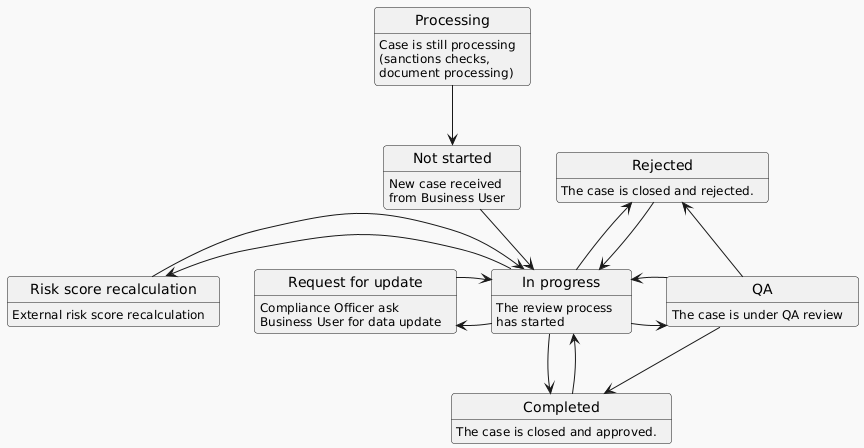 Processing
Case is still processing
(sanctions checks,
document processing)
Not started
New case received
from Business User
Rejected
The case is closed and rejected.
Risk score recalculation
External risk score recalculation
Request for update
Compliance Officer ask
Business User for data update
In progress
The review process
has started
QA
The case is under QA review
Completed
The case is closed and approved.